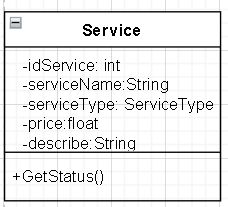 Service
-idService: int
-serviceName:String
-serviceType: ServiceType
-price:float
-describe:String
+GetStatus()